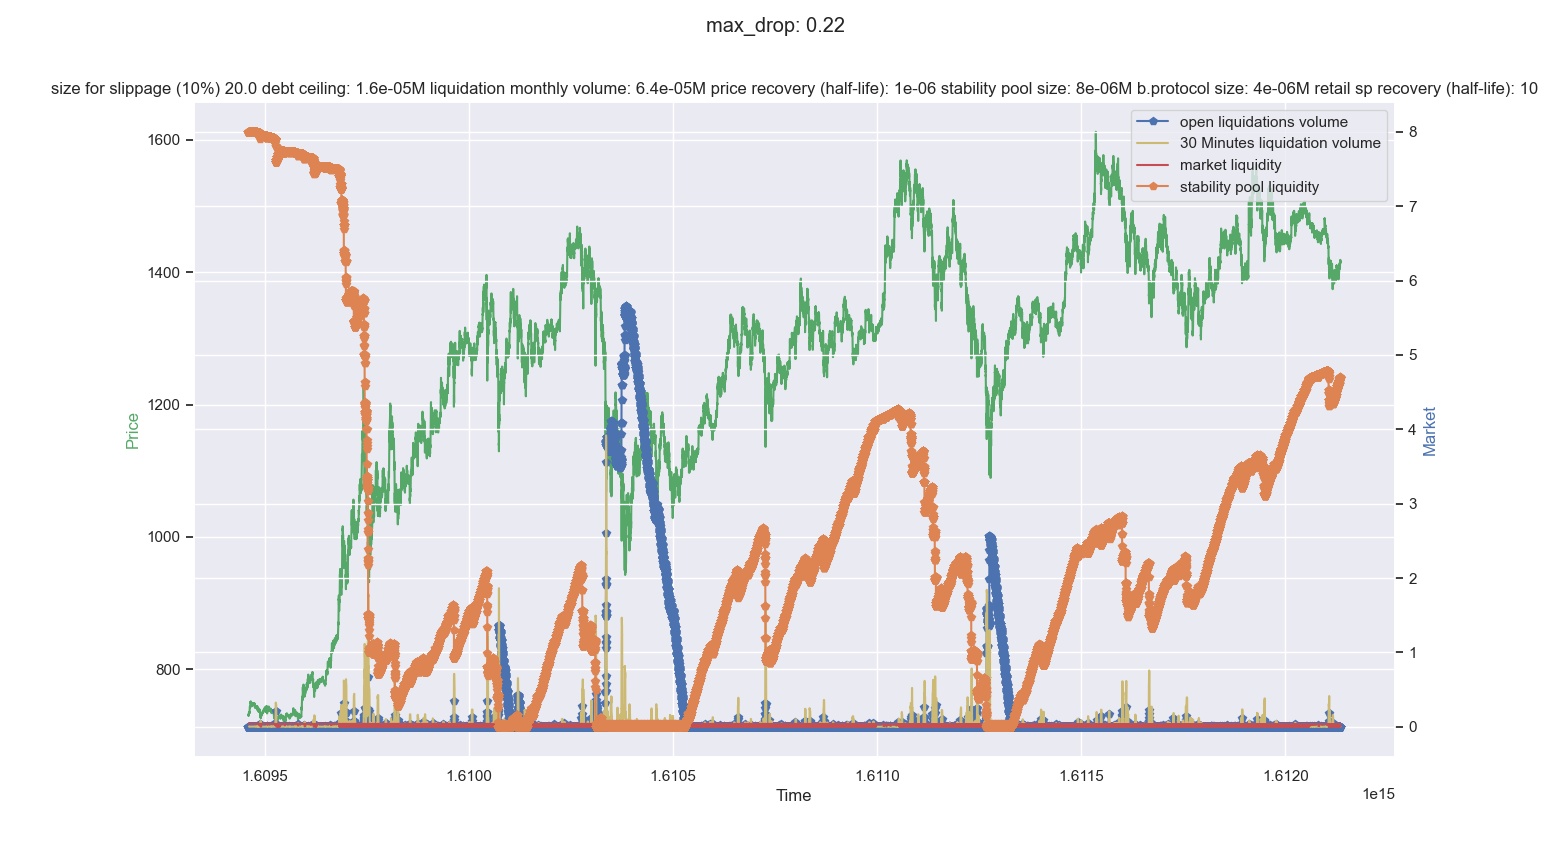 max_drop: 0.22
size for slippage (10%) 20.0 debt ceiling: 1.6e-05M liquidation monthly volume: 6.4e-05M price recovery (half-life): 1e-06 stability pool size: 8e-06M b.protocol size: 4e-06M retail sp recovery (half-life): 10
open liquidations volume
30 Minutes liquidation volume
market liquidity
stability pool liquidity
1600
1400
1200
1000
800
Price
8
7
6
5
4
3
2
1
0
Market
1.6095
1.6100
1.6105
1.6110
1.6115
1.6120
1e15
Time